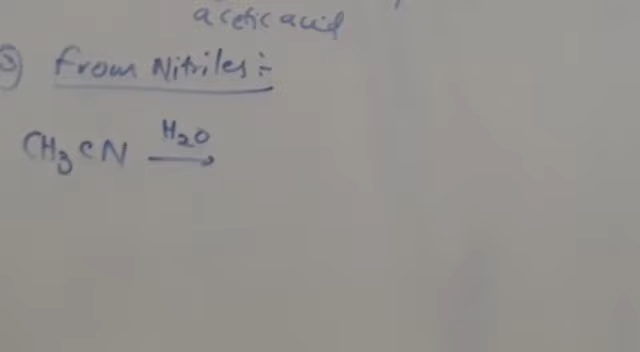 acetic acid
③ From Nitriles :-
CH₃CN H₂O →